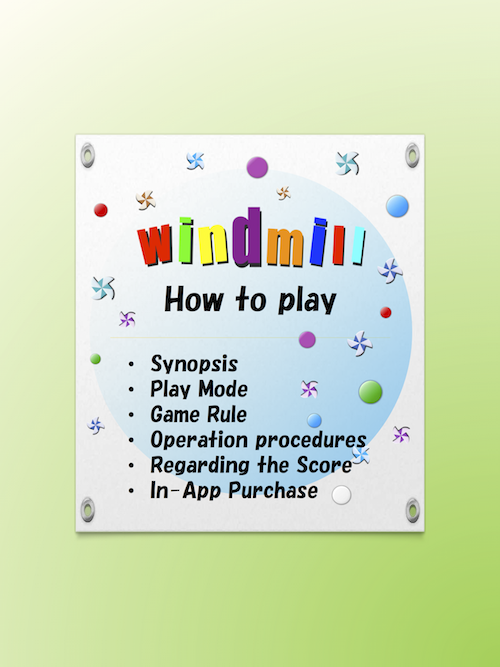 windmill
How to play
・ Synopsis
・ Play Mode
・ Game Rule
・ Operation procedures
・ Regarding the Score
・ In-App Purchase